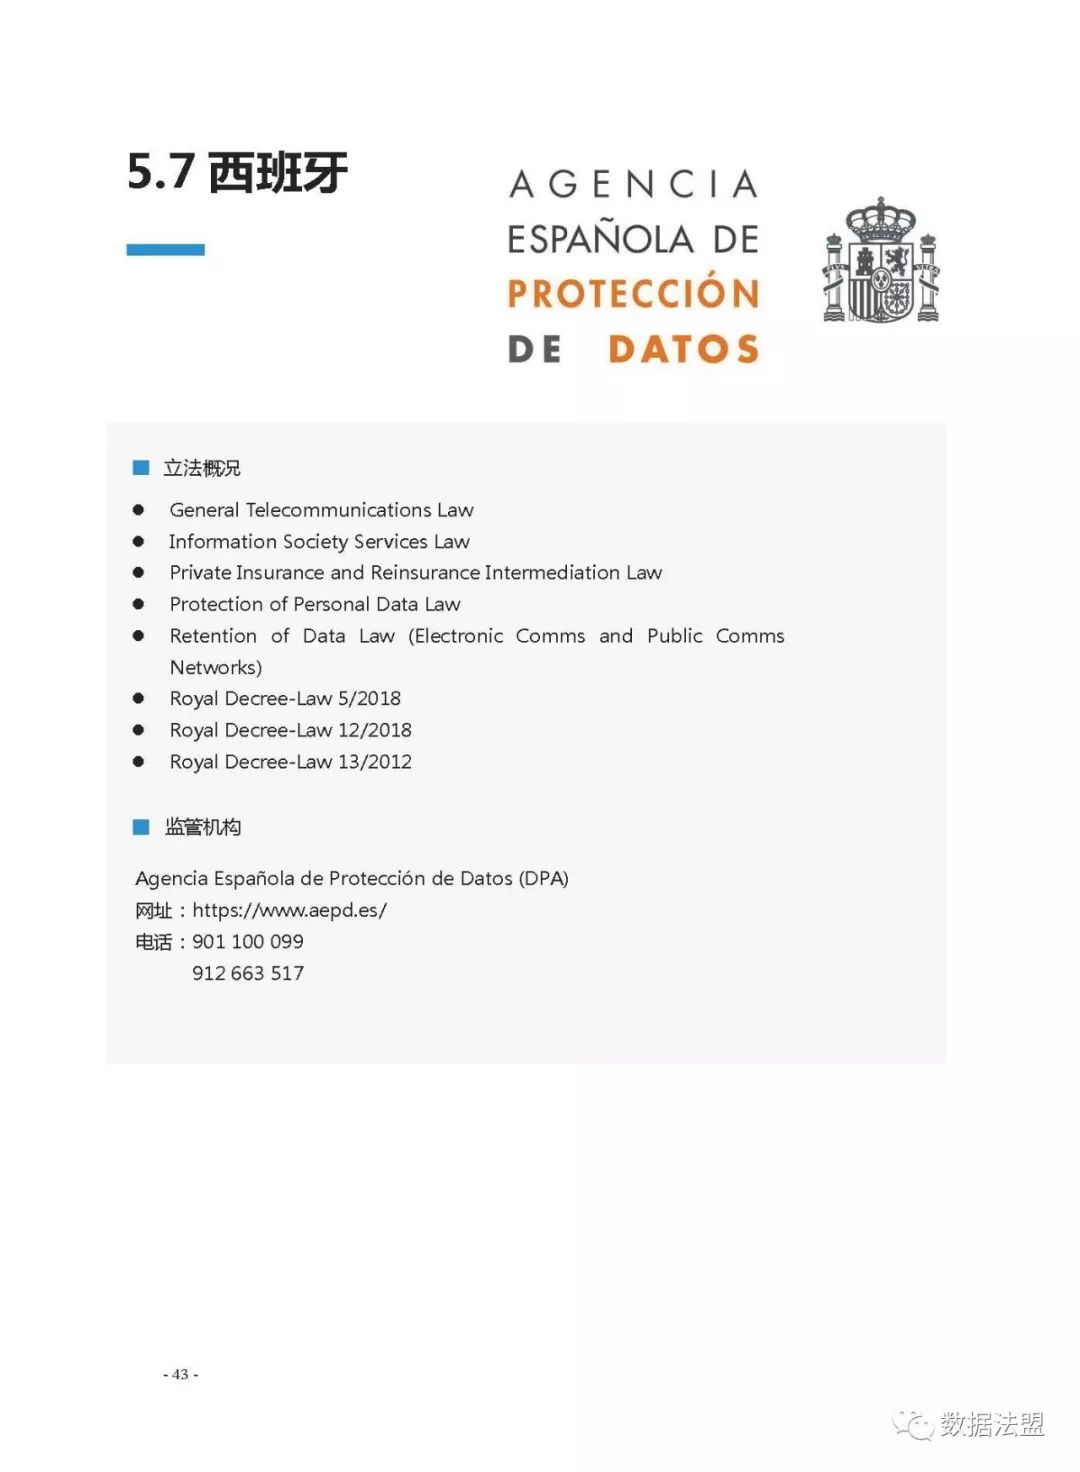 5.7 西班牙
AGENCIA
ESPAÑOLA DE
PROTECCIÓN
DE DATOS
PLVS VLTRA
立法概况
● General Telecommunications Law
● Information Society Services Law
● Private Insurance and Reinsurance Intermediation Law
● Protection of Personal Data Law
● Retention of Data Law (Electronic Comms and Public Comms
Networks)
● Royal Decree-Law 5/2018
● Royal Decree-Law 12/2018
● Royal Decree-Law 13/2012
监管机构
Agencia Española de Protección de Datos (DPA)
网址：https://www.aepd.es/
电话：901 100 099
912 663 517
- 43 -
数据法盟